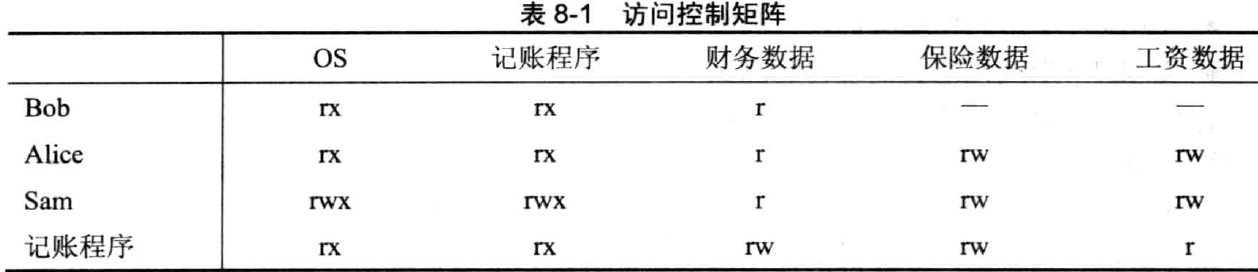 表 8-1 访问控制矩阵
OS 记账程序 财务数据 保险数据 工资数据
Bob rx rx r — —
Alice rx rx r rw rw
Sam rwx rwx r rw rw
记账程序 rx rx rw rw r